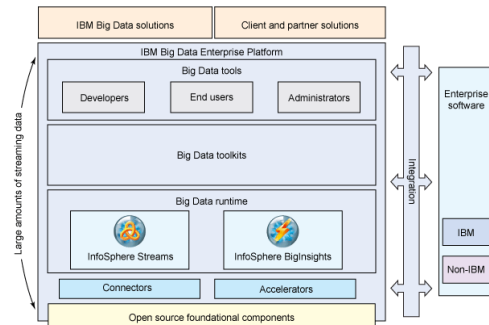 IBM Big Data solutions
Client and partner solutions
IBM Big Data Enterprise Platform
Big Data tools
Developers
End users
Administrators
Big Data toolkits
Big Data runtime
InfoSphere Streams
InfoSphere BigInsights
Connectors
Accelerators
Open source foundational components
Large amounts of streaming data
Integration
Enterprise
software
IBM
Non-IBM